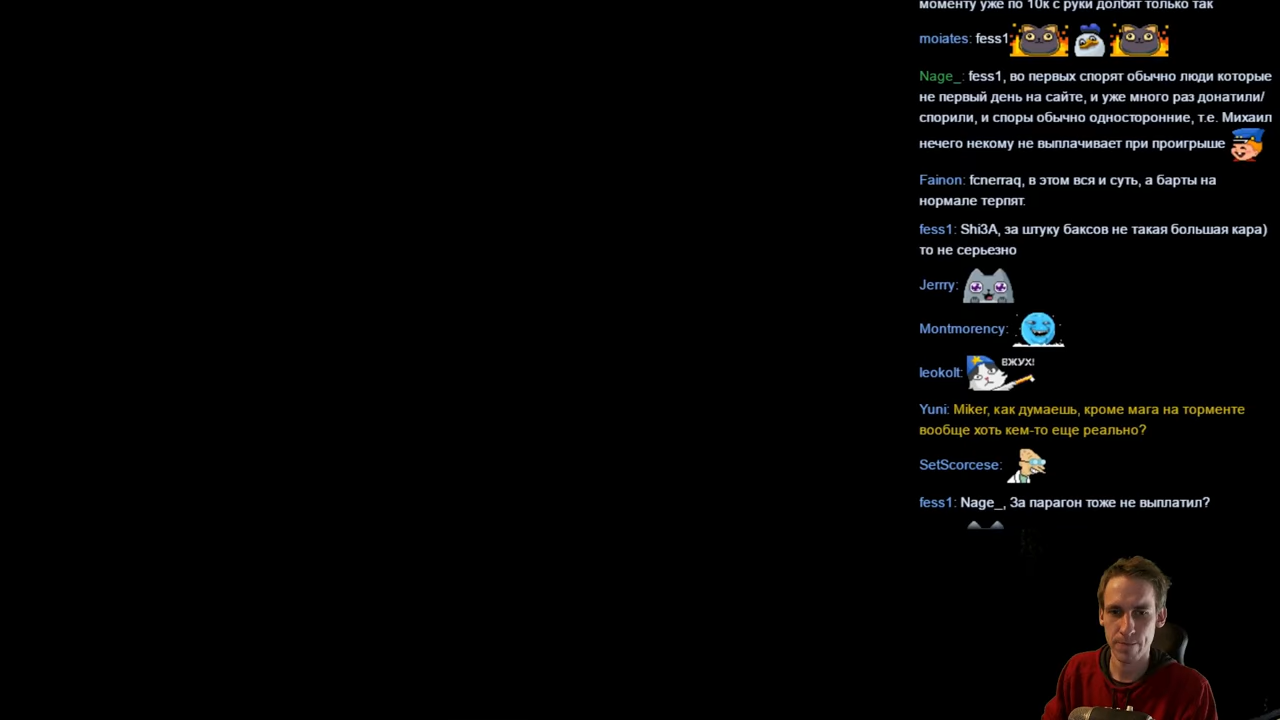 моменту уже по 10к с руки долбят только так
moiates: fess1
Nage_: fess1, во первых спорят обычно люди которые
не первый день на сайте, и уже много раз донатили/
спорили, и споры обычно односторонние, т.е. Михаил
нечего некому не выплачивает при проигрыше
Fainon: fcnerraq, в этом вся и суть, а барты на
нормале терпят.
fess1: Shi3A, за штуку баксов не такая большая кара)
то не серьезно
Jerrry:
Montmorency:
leokolt: ВЖУХ!
Yuni: Miker, как думаешь, кроме мага на торменте
вообще хоть кем-то еще реально?
SetScorcese:
fess1: Nage_, За парагон тоже не выплатил?